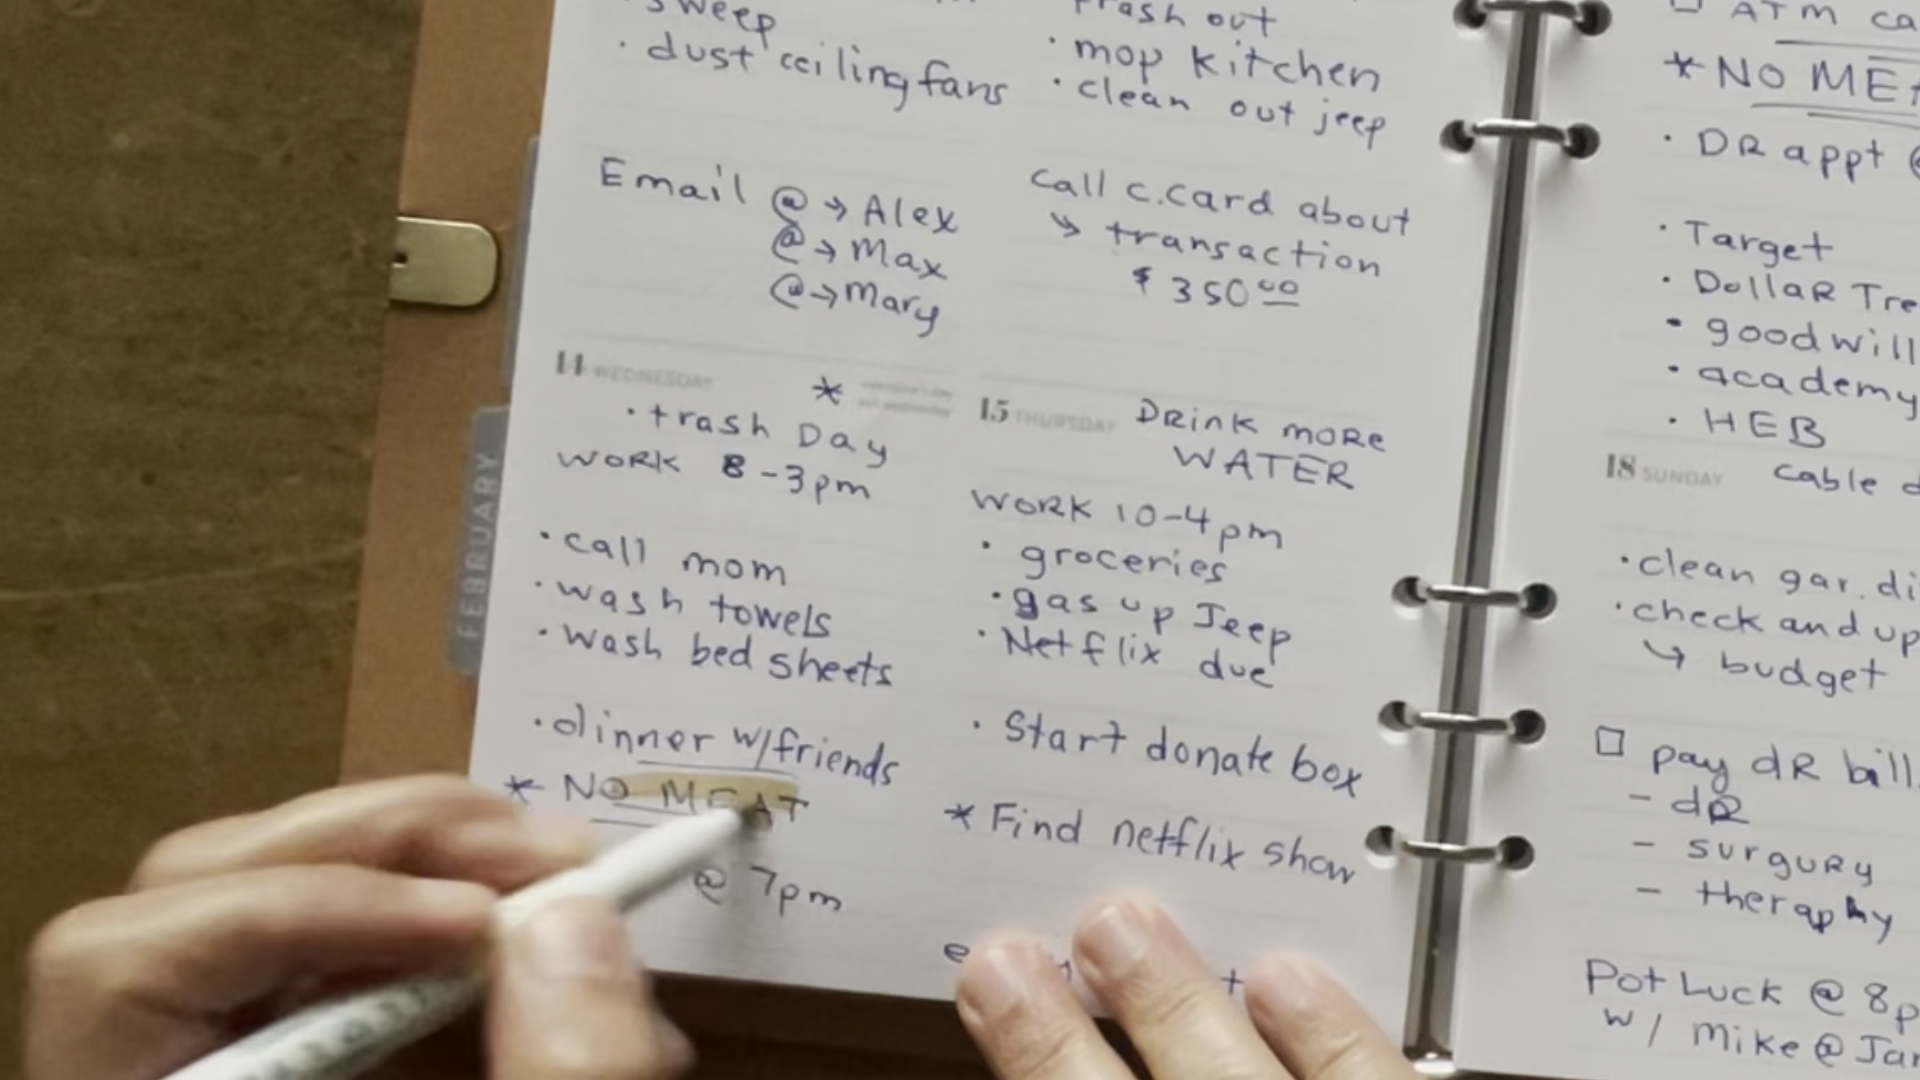 sweep
· dust ceiling fans
Email @→ Alex
@→ Max
@→ Mary
trash out
· mop kitchen
· clean out jeep
call c.card about
↳ transaction
$350.00
14 WEDNESDAY *
· trash Day
WORK 8-3pm
· call mom
· wash towels
· wash bed sheets
· dinner w/friends
* NO MEAT
@ 7pm
15 THURSDAY DRink moRe
WATER
WORK 10-4pm
· groceries
· gas up Jeep
· Netflix due
· Start donate box
* Find netflix show
FEBRUARY
□ ATM
* NO
· DR appt
· Target
· DollaR
· goodwill
· academy
· HEB
18 SUNDAY cable
· clean gar.
· check and
↳ budget
□ pay dR bill
- dR
- surguRy
- theraphy
Pot Luck @
w/ mike @